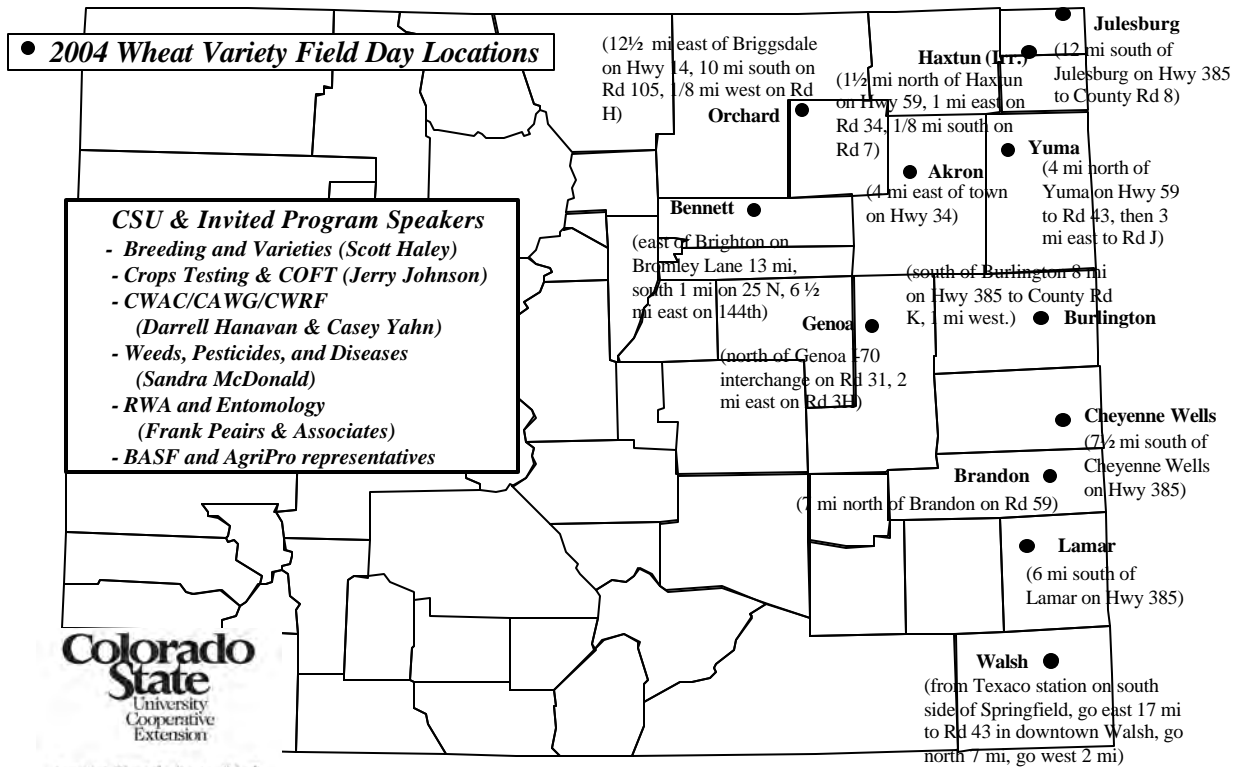 ● 2004 Wheat Variety Field Day Locations
Julesburg
(12 mi south of
Julesburg on Hwy 385
to County Rd 8)
Haxtun (Irr.)
(1½ mi north of Haxtun
on Hwy 59, 1 mi east on
Rd 34, 1/8 mi south on
Rd 7)
(12½ mi east of Briggsdale
on Hwy 14, 10 mi south on
Rd 105, 1/8 mi west on Rd
H)
Orchard
Yuma
(4 mi north of
Yuma on Hwy 59
to Rd 43, then 3
mi east to Rd J)
Akron
(4 mi east of town
on Hwy 34)
Bennett
(east of Brighton on
Bromley Lane 13 mi,
south 1 mi on 25 N, 6 ½
mi east on 144th)
(south of Burlington 8 mi
on Hwy 385 to County Rd
K, 1 mi west.)
Burlington
Genoa
(north of Genoa I-70
interchange on Rd 31, 2
mi east on Rd 3H)
CSU & Invited Program Speakers
- Breeding and Varieties (Scott Haley)
- Crops Testing & COFT (Jerry Johnson)
- CWAC/CAWG/CWRF
(Darrell Hanavan & Casey Yahn)
- Weeds, Pesticides, and Diseases
(Sandra McDonald)
- RWA and Entomology
(Frank Peairs & Associates)
- BASF and AgriPro representatives
Cheyenne Wells
(7½ mi south of
Cheyenne Wells
on Hwy 385)
Brandon
(7 mi north of Brandon on Rd 59)
Lamar
(6 mi south of
Lamar on Hwy 385)
Walsh
(from Texaco station on south
side of Springfield, go east 17 mi
to Rd 43 in downtown Walsh, go
north 7 mi, go west 2 mi)
Colorado
State
University
Cooperative
Extension